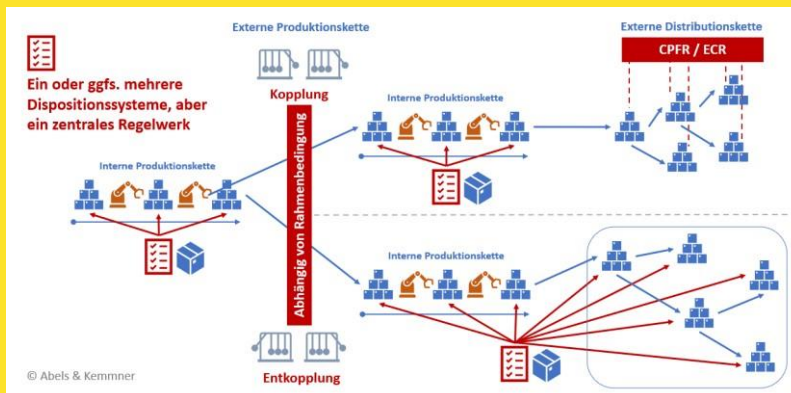 Externe Produktionskette
Externe Distributionskette
CPFR / ECR
Ein oder ggfs. mehrere
Dispositionssysteme, aber
ein zentrales Regelwerk
Kopplung
Interne Produktionskette
Interne Produktionskette
Abhängig von Rahmenbedingung
Interne Produktionskette
Entkopplung
© Abels & Kemmner